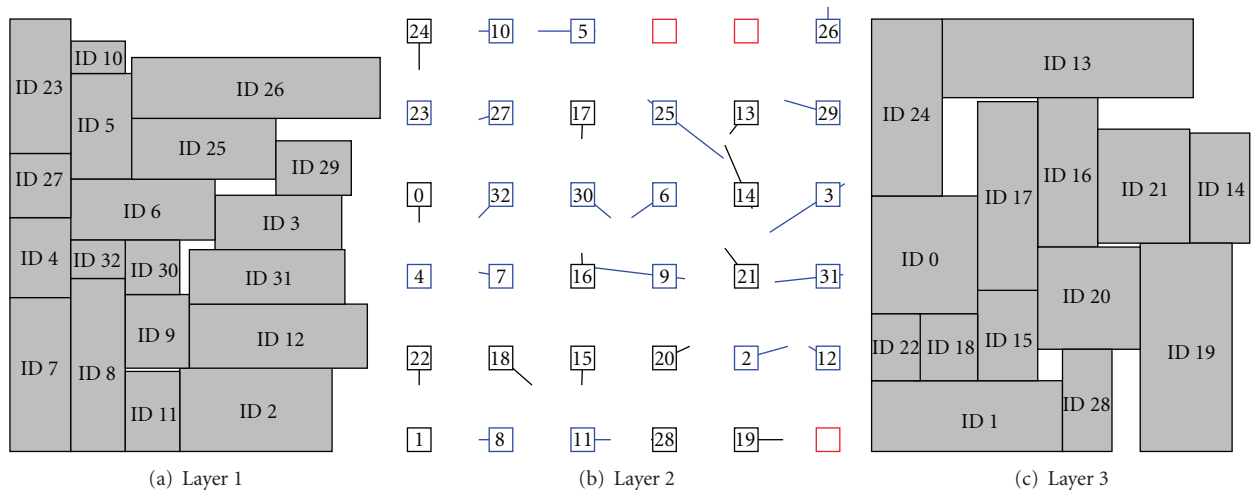 ID 23
ID 10
ID 26
ID 5
ID 25
ID 29
ID 27
ID 6
ID 3
ID 4
ID 32
ID 30
ID 31
ID 9
ID 12
ID 7
ID 8
ID 11
ID 2
(a) Layer 1
24 10 5 26
23 27 17 25 13 29
0 32 30 6 14 3
4 7 16 9 21 31
22 18 15 20 2 12
1 8 11 28 19
(b) Layer 2
ID 13
ID 24
ID 16
ID 17
ID 21
ID 14
ID 0
ID 20
ID 22
ID 18
ID 15
ID 19
ID 28
ID 1
(c) Layer 3